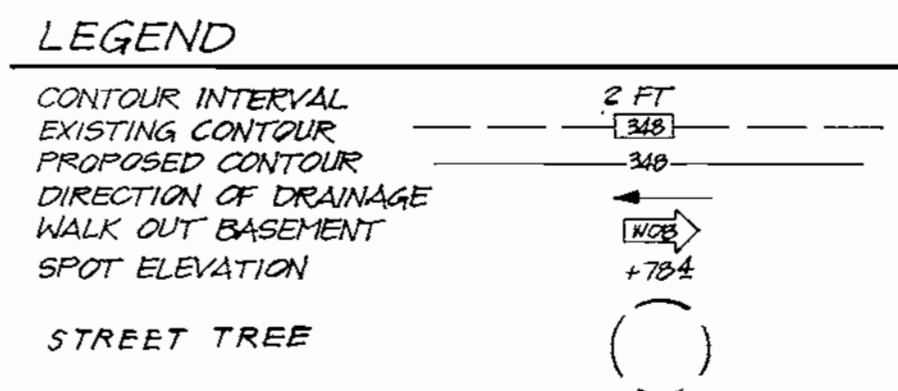 LEGEND
CONTOUR INTERVAL 2 FT
EXISTING CONTOUR 348
PROPOSED CONTOUR 348
DIRECTION OF DRAINAGE
WALK OUT BASEMENT WOB
SPOT ELEVATION +784
STREET TREE